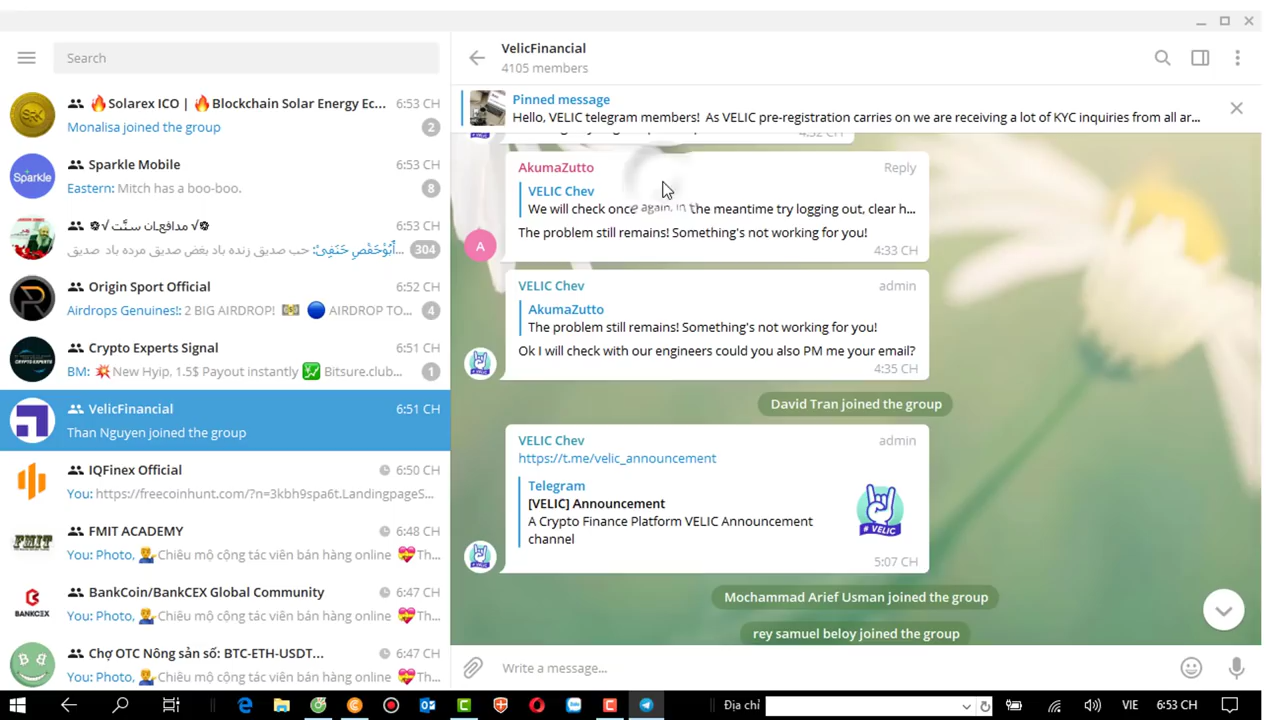 Search
🔥Solarex ICO | 🔥Blockchain Solar Energy Ec...
6:53 CH
Monalisa joined the group
2
Sparkle
Sparkle Mobile
6:53 CH
Eastern: Mitch has a boo-boo.
8
6:53 CH
304
Origin Sport Official
6:52 CH
Airdrops Genuines!: 2 BIG AIRDROP! 💵 🔵 AIRDROP TO...
4
Crypto Experts Signal
6:51 CH
BM: 💥New Hyip, 1.5$ Payout instantly 💹 Bitsure.club...
1
VelicFinancial
6:51 CH
Than Nguyen joined the group
IQFinex Official
6:50 CH
You: https://freecoinhunt.com/?n=3kbh9spa6t.LandingpageS...
FMIT
FMIT ACADEMY
6:48 CH
You: Photo, 🙋‍♂️Chiêu mộ cộng tác viên bán hàng online 💝Th...
BANKCEX
BankCoin/BankCEX Global Community
6:47 CH
You: Photo, 🙋‍♂️Chiêu mộ cộng tác viên bán hàng online 💝Th...
Chợ OTC Nông sản số: BTC-ETH-USDT...
6:47 CH
You: Photo, 🙋‍♂️Chiêu mộ cộng tác viên bán hàng online 💝Th...
VelicFinancial
4105 members
Pinned message
Hello, VELIC telegram members! As VELIC pre-registration carries on we are receiving a lot of KYC inquiries from all ar...
4:32 CH
AkumaZutto
Reply
VELIC Chev
We will check once again, in the meantime try logging out, clear h...
The problem still remains! Something's not working for you!
4:33 CH
A
VELIC Chev
admin
AkumaZutto
The problem still remains! Something's not working for you!
Ok I will check with our engineers could you also PM me your email?
4:35 CH
David Tran joined the group
VELIC Chev
admin
https://t.me/velic_announcement
Telegram
[VELIC] Announcement
A Crypto Finance Platform VELIC Announcement
channel
# VELIC
5:07 CH
Mochammad Arief Usman joined the group
rey samuel beloy joined the group
Write a message...
Địa chỉ
VIE
6:53 CH